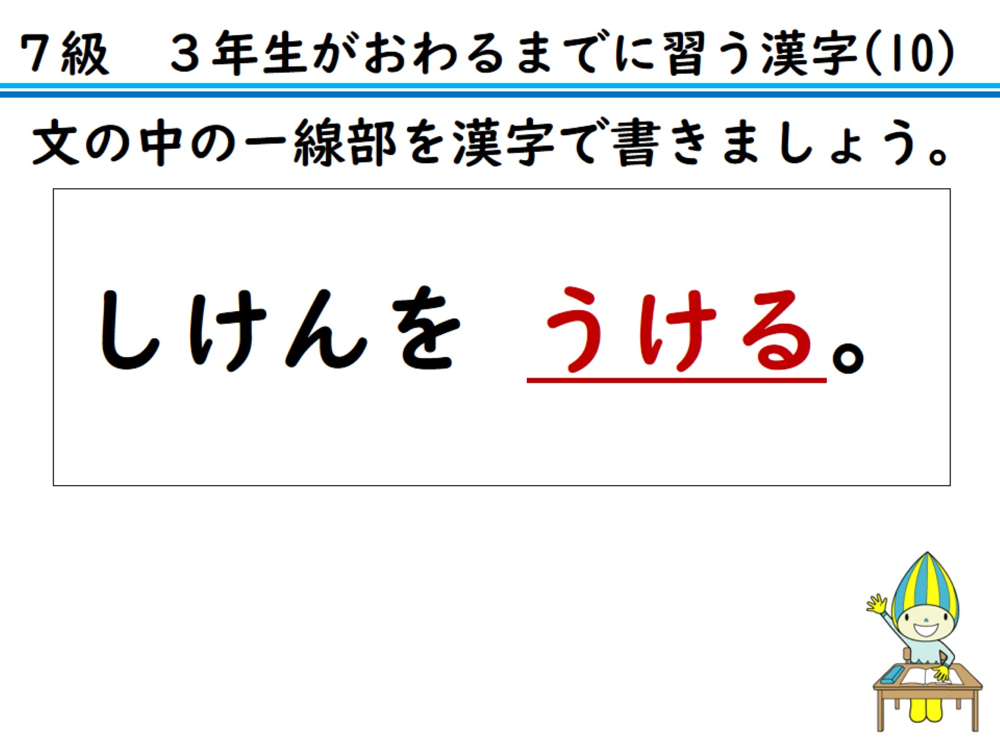 ７級　３年生がおわるまでに習う漢字(10)
文の中の―線部を漢字で書きましょう。
しけんを　うける。